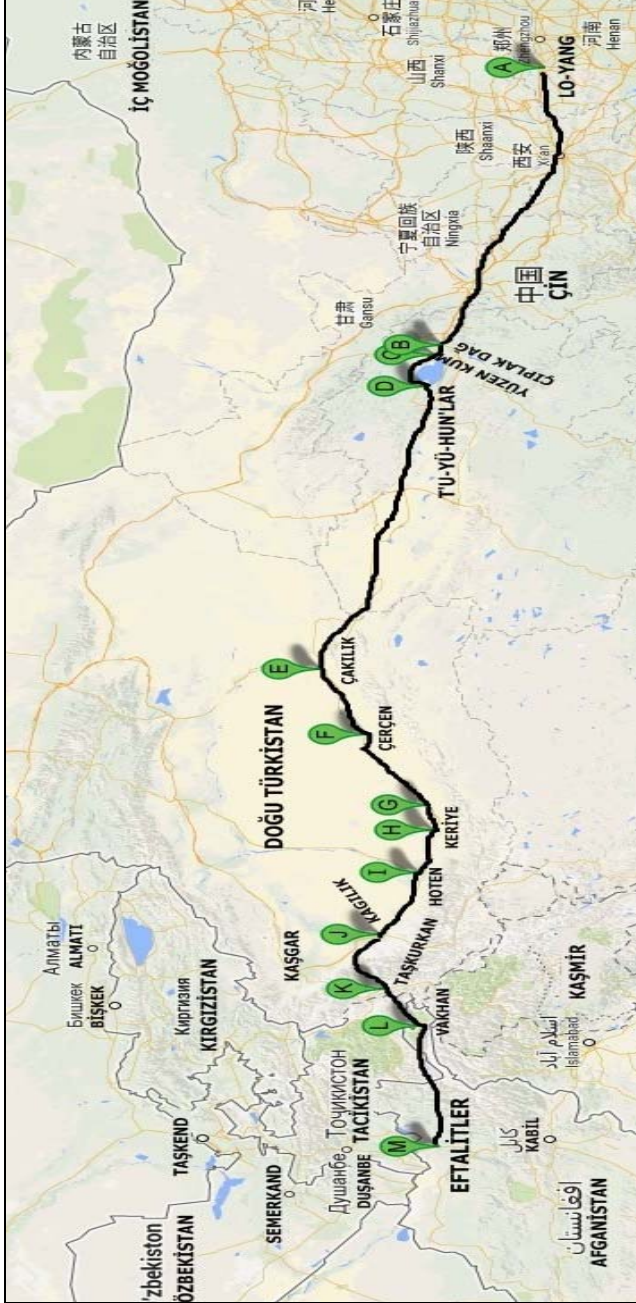 内蒙古
自治区
İÇ MOĞOLİSTAN
石家庄
Shijiazhuang
山西
Shanxi
郑州
Zhengzhou
河南
Henan
A
LO-YANG
陕西
Shaanxi
西安
Xi'an
宁夏回族
自治区
Ningxia
甘肃
Gansu
中国
ÇİN
B
C
D
YÜZEN KUM
ÇIPLAK DAĞ
T'U-YÜ-HUN'LAR
E
ÇAKILIK
DOĞU TÜRKİSTAN
F
ÇERÇEN
G
H
KERİYE
I
HOTEN
KAĞILIK
J
KAŞGAR
TAŞKURKAN
K
L
VAKHAN
Алматы
ALMATI
Бишкек
BİŞKEK
Киргизия
KIRGIZİSTAN
KAŞMİR
اسلام آباد
Islamabad
TAŞKEND
SEMERKAND
Душанбе
DUŞANBE
Тоҷикистон
TACİKİSTAN
M
EFTALİTLER
كابل
KABİL
'zbekiston
ÖZBEKİSTAN
افغانستان
AFGANİSTAN